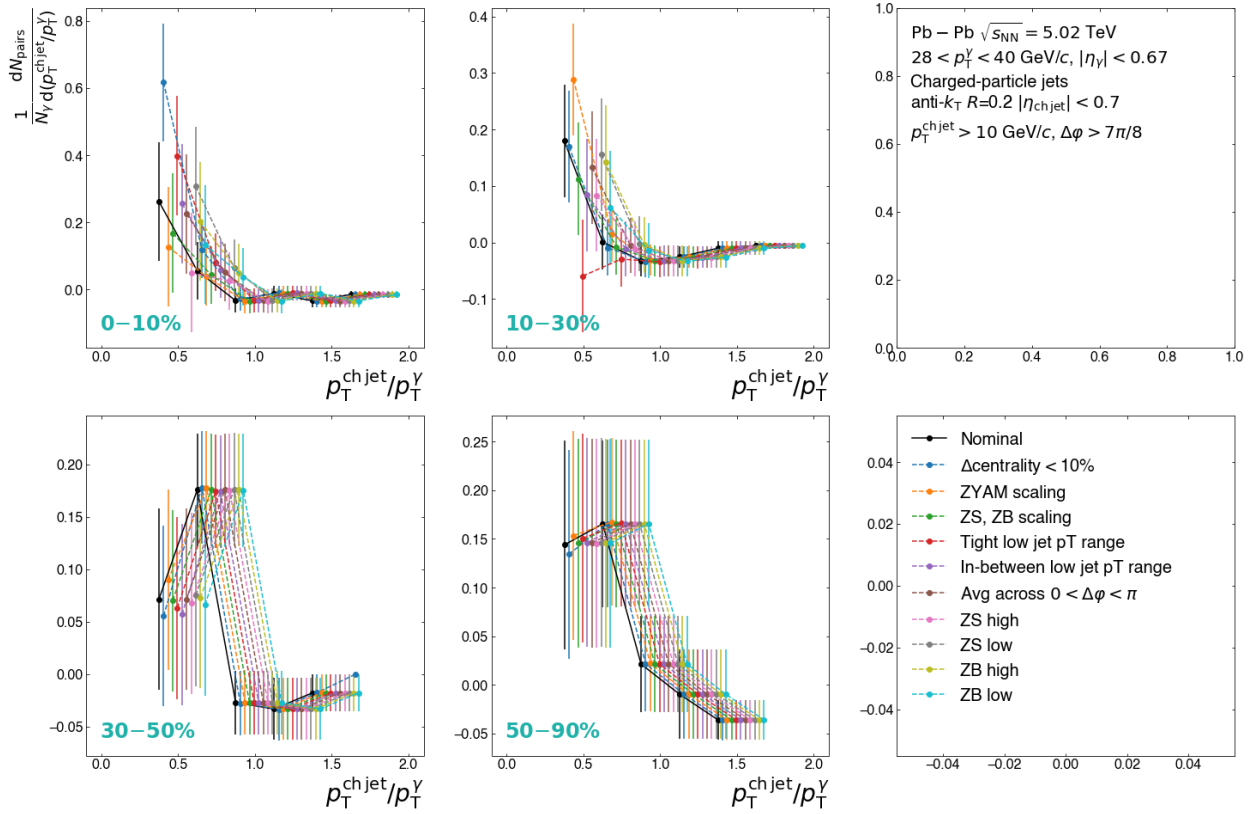 1/N_γ dN_pairs/d(p_T^ch jet/p_T^γ)
0.8
0.6
0.4
0.2
0.0
0−10%
0.0 0.5 1.0 1.5 2.0
p_T^ch jet/p_T^γ
0.4
0.3
0.2
0.1
0.0
−0.1
10−30%
0.0 0.5 1.0 1.5 2.0
p_T^ch jet/p_T^γ
1.0
0.8
0.6
0.4
0.2
0.0
Pb − Pb √s_NN = 5.02 TeV
28 < p_T^γ < 40 GeV/c, |η_γ| < 0.67
Charged-particle jets
anti-k_T R=0.2 |η_ch jet| < 0.7
p_T^ch jet > 10 GeV/c, Δφ > 7π/8
0.0 0.2 0.4 0.6 0.8 1.0
0.20
0.15
0.10
0.05
0.00
−0.05
30−50%
0.0 0.5 1.0 1.5 2.0
p_T^ch jet/p_T^γ
0.25
0.20
0.15
0.10
0.05
0.00
−0.05
50−90%
0.0 0.5 1.0 1.5 2.0
p_T^ch jet/p_T^γ
0.04
0.02
0.00
−0.02
−0.04
Nominal
Δcentrality < 10%
ZYAM scaling
ZS, ZB scaling
Tight low jet pT range
In-between low jet pT range
Avg across 0 < Δφ < π
ZS high
ZS low
ZB high
ZB low
−0.04 −0.02 0.00 0.02 0.04